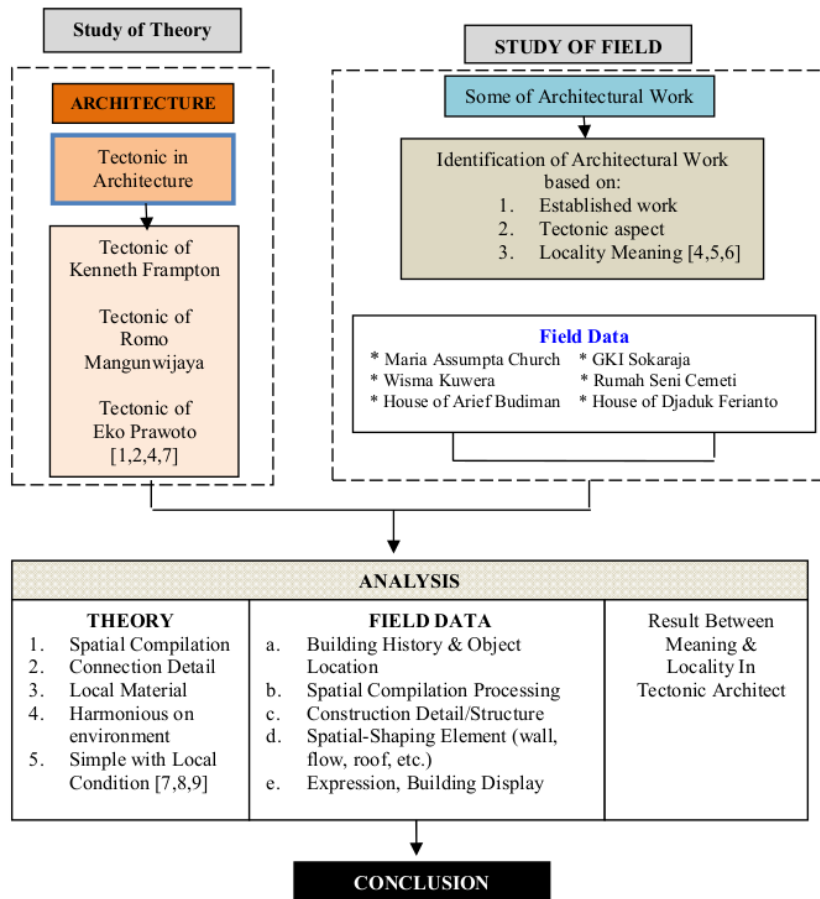 Study of Theory
ARCHITECTURE
Tectonic in
Architecture
Tectonic of
Kenneth Frampton
Tectonic of
Romo
Mangunwijaya
Tectonic of
Eko Prawoto
[1,2,4,7]
STUDY OF FIELD
Some of Architectural Work
Identification of Architectural Work
based on:
1. Established work
2. Tectonic aspect
3. Locality Meaning [4,5,6]
Field Data
* Maria Assumpta Church * GKI Sokaraja
* Wisma Kuwera * Rumah Seni Cemeti
* House of Arief Budiman * House of Djaduk Ferianto
ANALYSIS
THEORY
1. Spatial Compilation
2. Connection Detail
3. Local Material
4. Harmonious on
environment
5. Simple with Local
Condition [7,8,9]
FIELD DATA
a. Building History & Object
Location
b. Spatial Compilation Processing
c. Construction Detail/Structure
d. Spatial-Shaping Element (wall,
flow, roof, etc.)
e. Expression, Building Display
Result Between
Meaning &
Locality In
Tectonic Architect
CONCLUSION